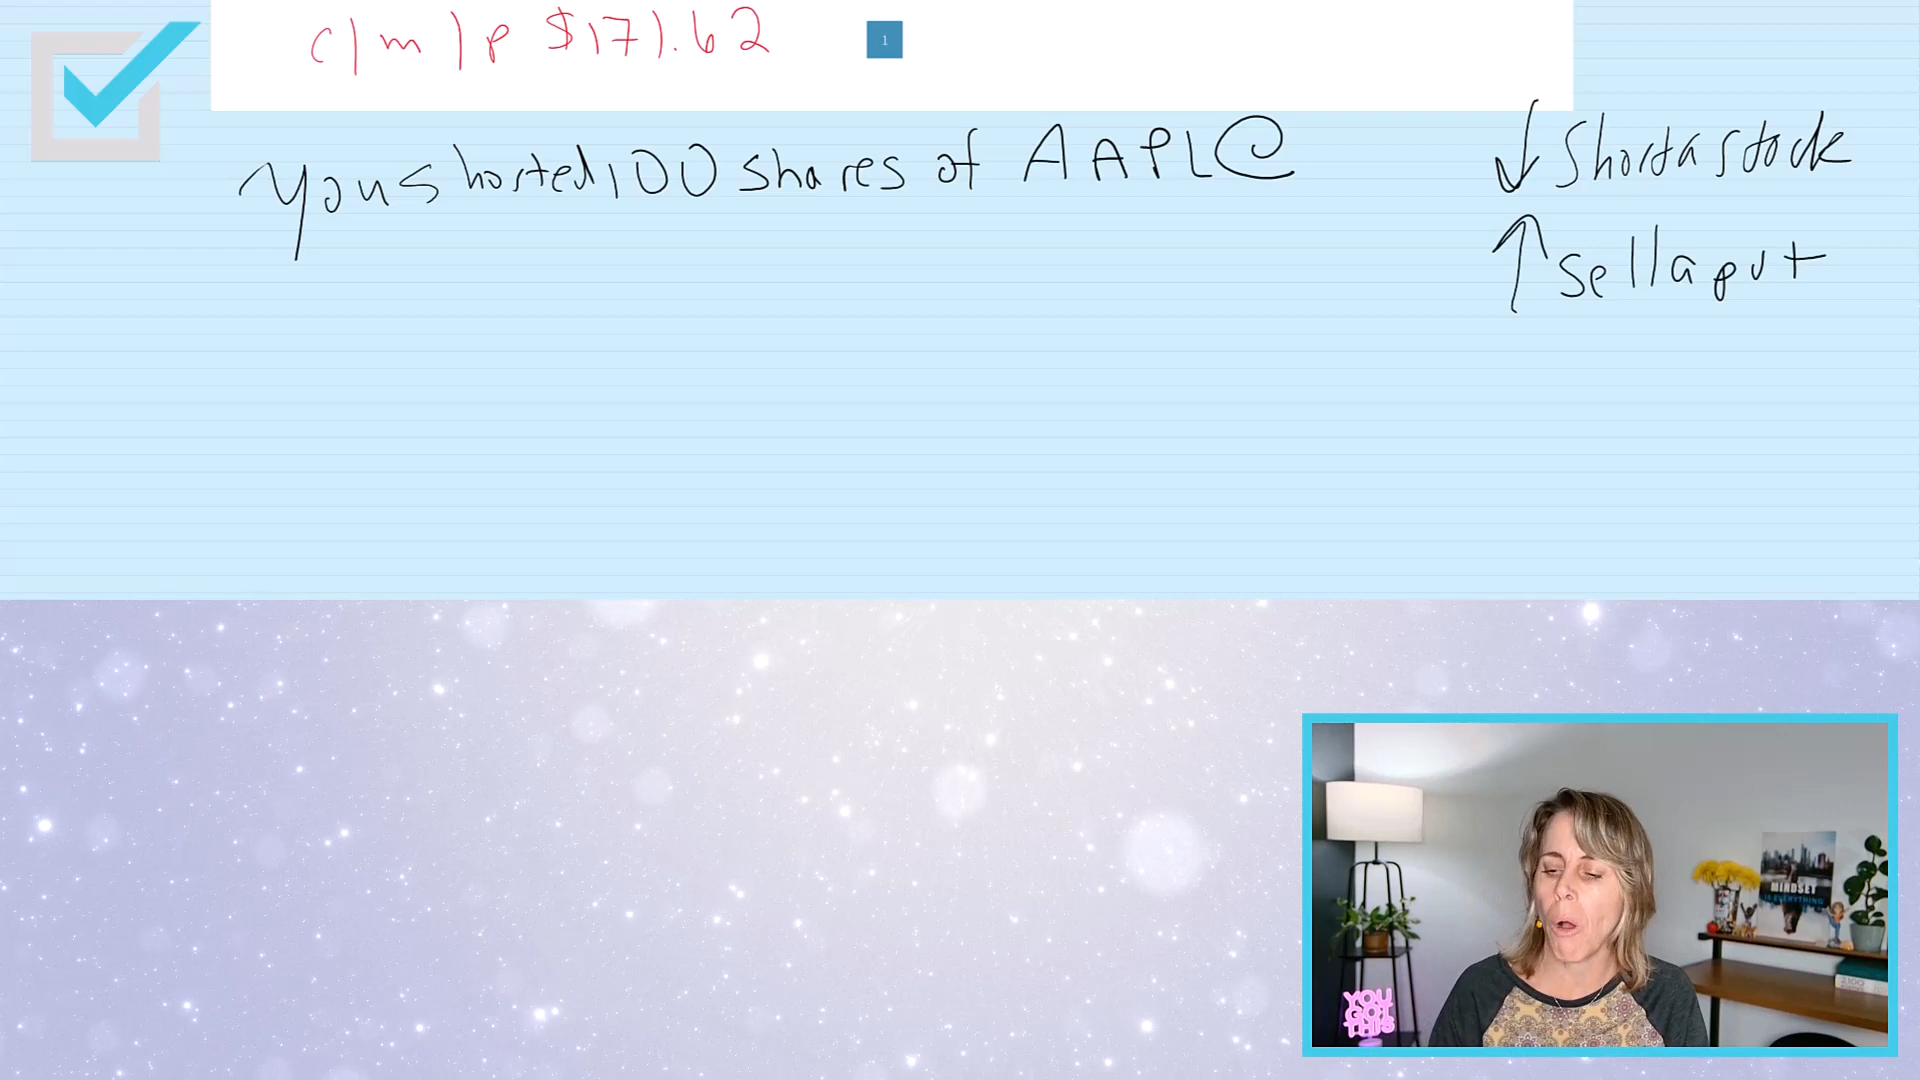 c/m/p $171.62
1
You shorted 100 shares of AAPL @
↓ Short a stock
↑ sell a put
MINDSET
IS EVERYTHING
YOU
GOT
THIS